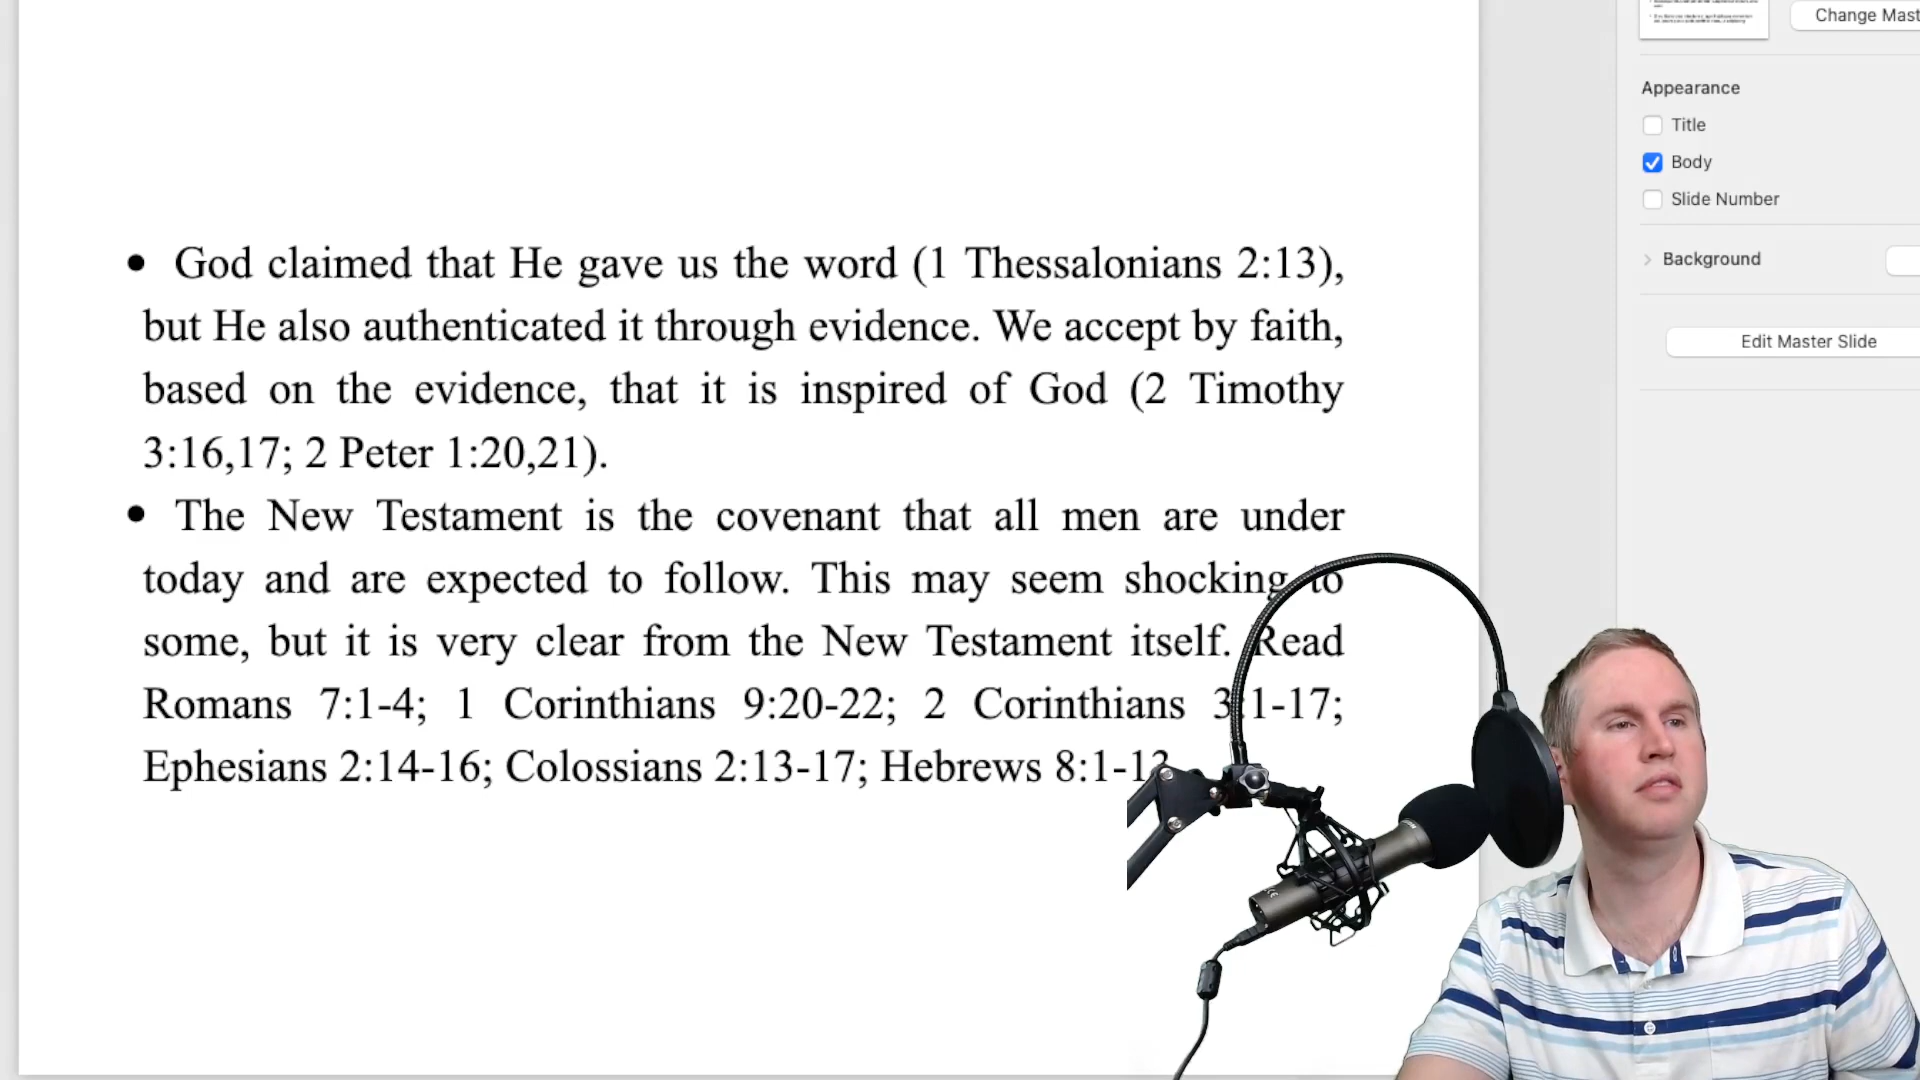 Change Mast
Appearance
Title
Body
Slide Number
Background
Edit Master Slide
• God claimed that He gave us the word (1 Thessalonians 2:13),
but He also authenticated it through evidence. We accept by faith,
based on the evidence, that it is inspired of God (2 Timothy
3:16,17; 2 Peter 1:20,21).
• The New Testament is the covenant that all men are under
today and are expected to follow. This may seem shocking to
some, but it is very clear from the New Testament itself. Read
Romans 7:1-4; 1 Corinthians 9:20-22; 2 Corinthians 3:1-17;
Ephesians 2:14-16; Colossians 2:13-17; Hebrews